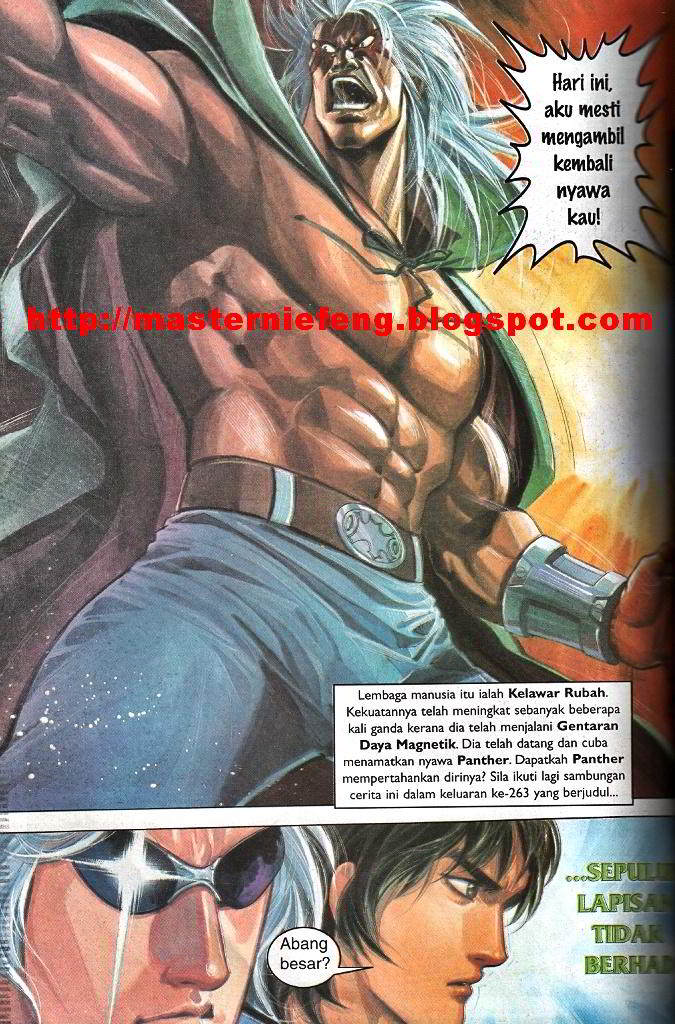 Hari ini,
aku mesti
mengambil
kembali
nyawa
kau!
http://masterniefeng.blogspot.com
Lembaga manusia itu ialah Kelawar Rubah.
Kekuatannya telah meningkat sebanyak beberapa
kali ganda kerana dia telah menjalani Gentaran
Daya Magnetik. Dia telah datang dan cuba
menamatkan nyawa Panther. Dapatkah Panther
mempertahankan dirinya? Sila ikuti lagi sambungan
cerita ini dalam keluaran ke-263 yang berjudul...
Abang
besar?
...SEPULU
LAPISAN
TIDAK
BERHAD